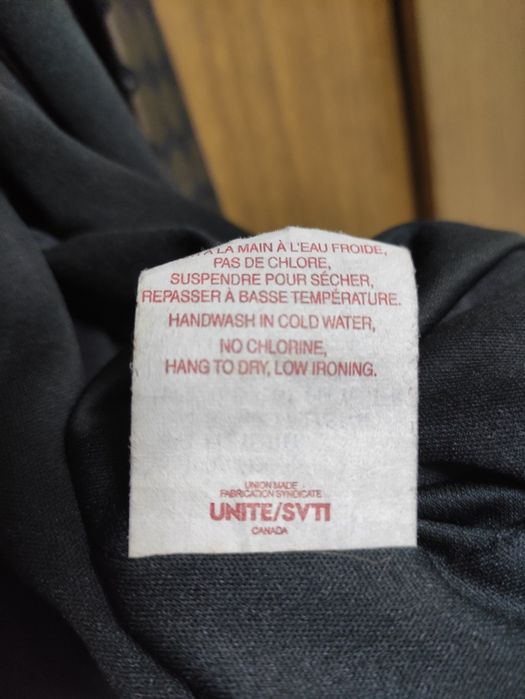 À LA MAIN À L'EAU FROIDE,
PAS DE CHLORE,
SUSPENDRE POUR SÉCHER,
REPASSER À BASSE TEMPÉRATURE.
HANDWASH IN COLD WATER,
NO CHLORINE,
HANG TO DRY, LOW IRONING.
UNION MADE
FABRICATION SYNDICATE
UNITE/SVTI
CANADA